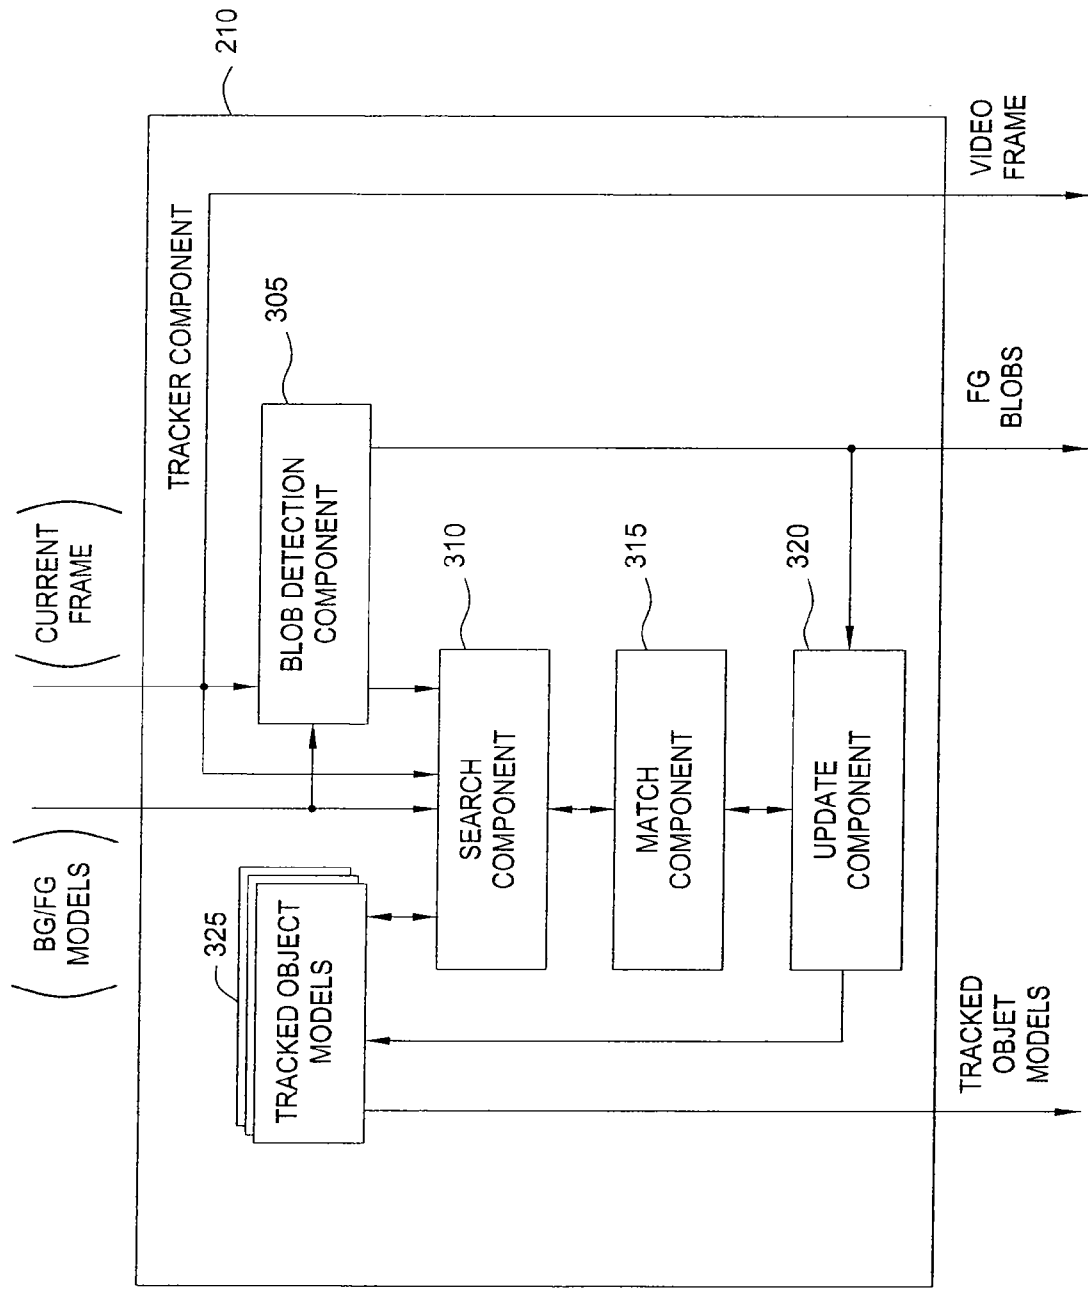 210
TRACKER COMPONENT
(CURRENT
FRAME)
(BG/FG
MODELS)
305
BLOB DETECTION
COMPONENT
325
TRACKED OBJECT
MODELS
310
SEARCH
COMPONENT
315
MATCH
COMPONENT
320
UPDATE
COMPONENT
VIDEO
FRAME
FG
BLOBS
TRACKED
OBJET
MODELS